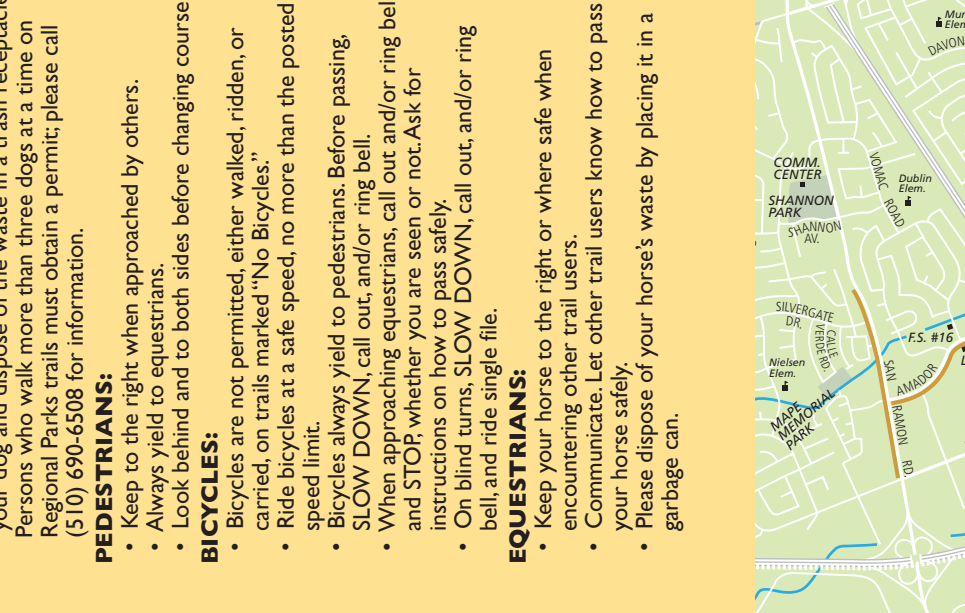 your dog and dispose of the waste in a trash receptacle
Persons who walk more than three dogs at a time on
Regional Parks trails must obtain a permit; please call
(510) 690-6508 for information.
PEDESTRIANS:
• Keep to the right when approached by others.
• Always yield to equestrians.
• Look behind and to both sides before changing course
BICYCLES:
• Bicycles are not permitted, either walked, ridden, or
carried, on trails marked “No Bicycles.”
• Ride bicycles at a safe speed, no more than the posted
speed limit.
• Bicycles always yield to pedestrians. Before passing,
SLOW DOWN, call out, and/or ring bell.
• When approaching equestrians, call out and/or ring bel
and STOP, whether you are seen or not. Ask for
instructions on how to pass safely.
• On blind turns, SLOW DOWN, call out, and/or ring
bell, and ride single file.
EQUESTRIANS:
• Keep your horse to the right or where safe when
encountering other trail users.
• Communicate. Let other trail users know how to pass
your horse safely.
• Please dispose of your horse’s waste by placing it in a
garbage can.
Mur
Elem
DAVON
COMM.
CENTER
SHANNON
PARK
SHANNON
AV.
VOMAC ROAD
Dublin
Elem.
SILVERGATE
DR.
CALLE
VERDE RD.
F.S. #16
Nielsen
Elem.
MAPE
MEMORIAL
PARK
AMADOR
SAN RAMON RD.